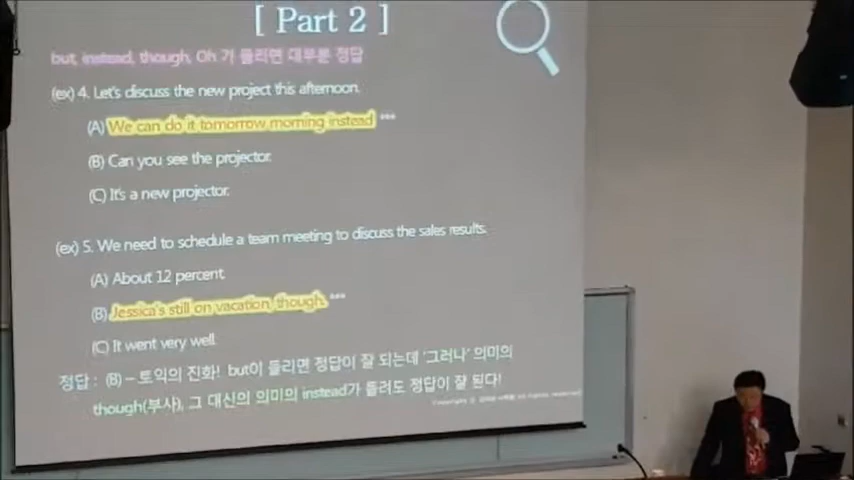 [ Part 2 ]
but, instead, though, Oh 가 들리면 대부분 정답
(ex) 4. Let's discuss the new project this afternoon.
(A) We can do it tomorrow morning instead
(B) Can you see the projector.
(C) It's a new projector.
(ex) 5. We need to schedule a team meeting to discuss the sales results.
(A) About 12 percent.
(B) Jessica's still on vacation, though.
(C) It went very well
정답 : (B) – 토익의 진화! but이 들리면 정답이 잘 되는데 '그러나' 의미의
though(부사), 그 대신의 의미의 instead가 들려도 정답이 잘 된다!
Copyright All rights reserved